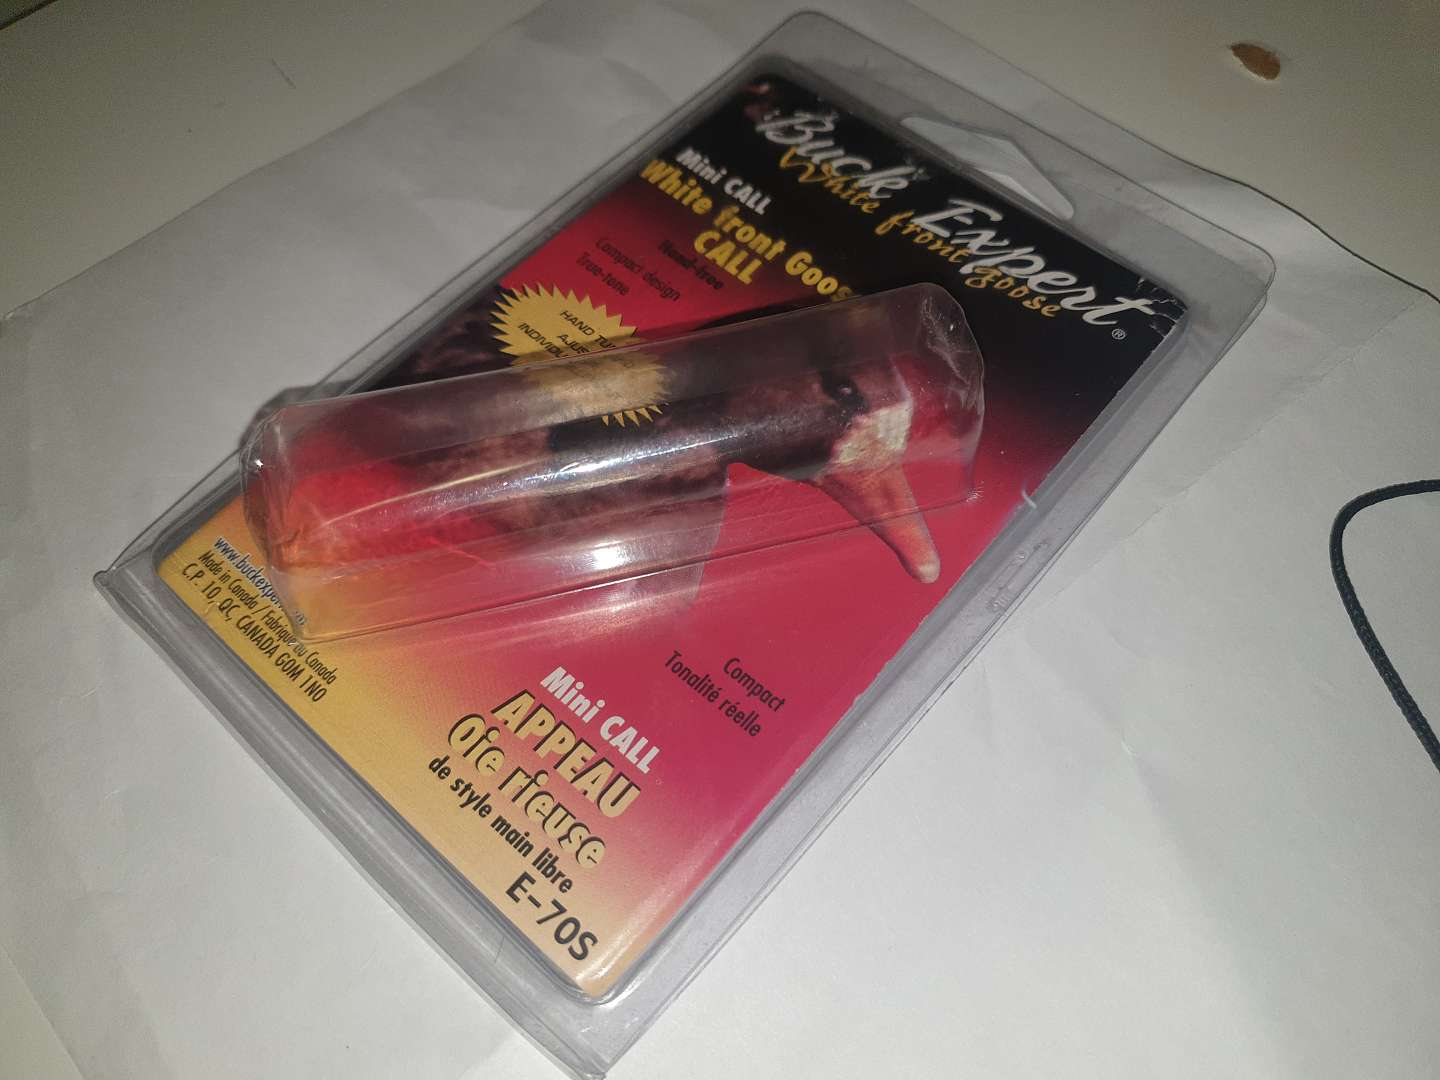 Buck Expert®
White front goose
Mini CALL
White front Goos
CALL
Hand-free
Compact design
True-tone
HAND TU
AJUS
INDIVIDU
www.buckexper
Made in Canada / Fabriqué au Canada
C.P. 10, QC, CANADA G0M 1N0
Compact
Tonalité réelle
Mini CALL
APPEAU
Oie rieuse
de style main libre
E-70S